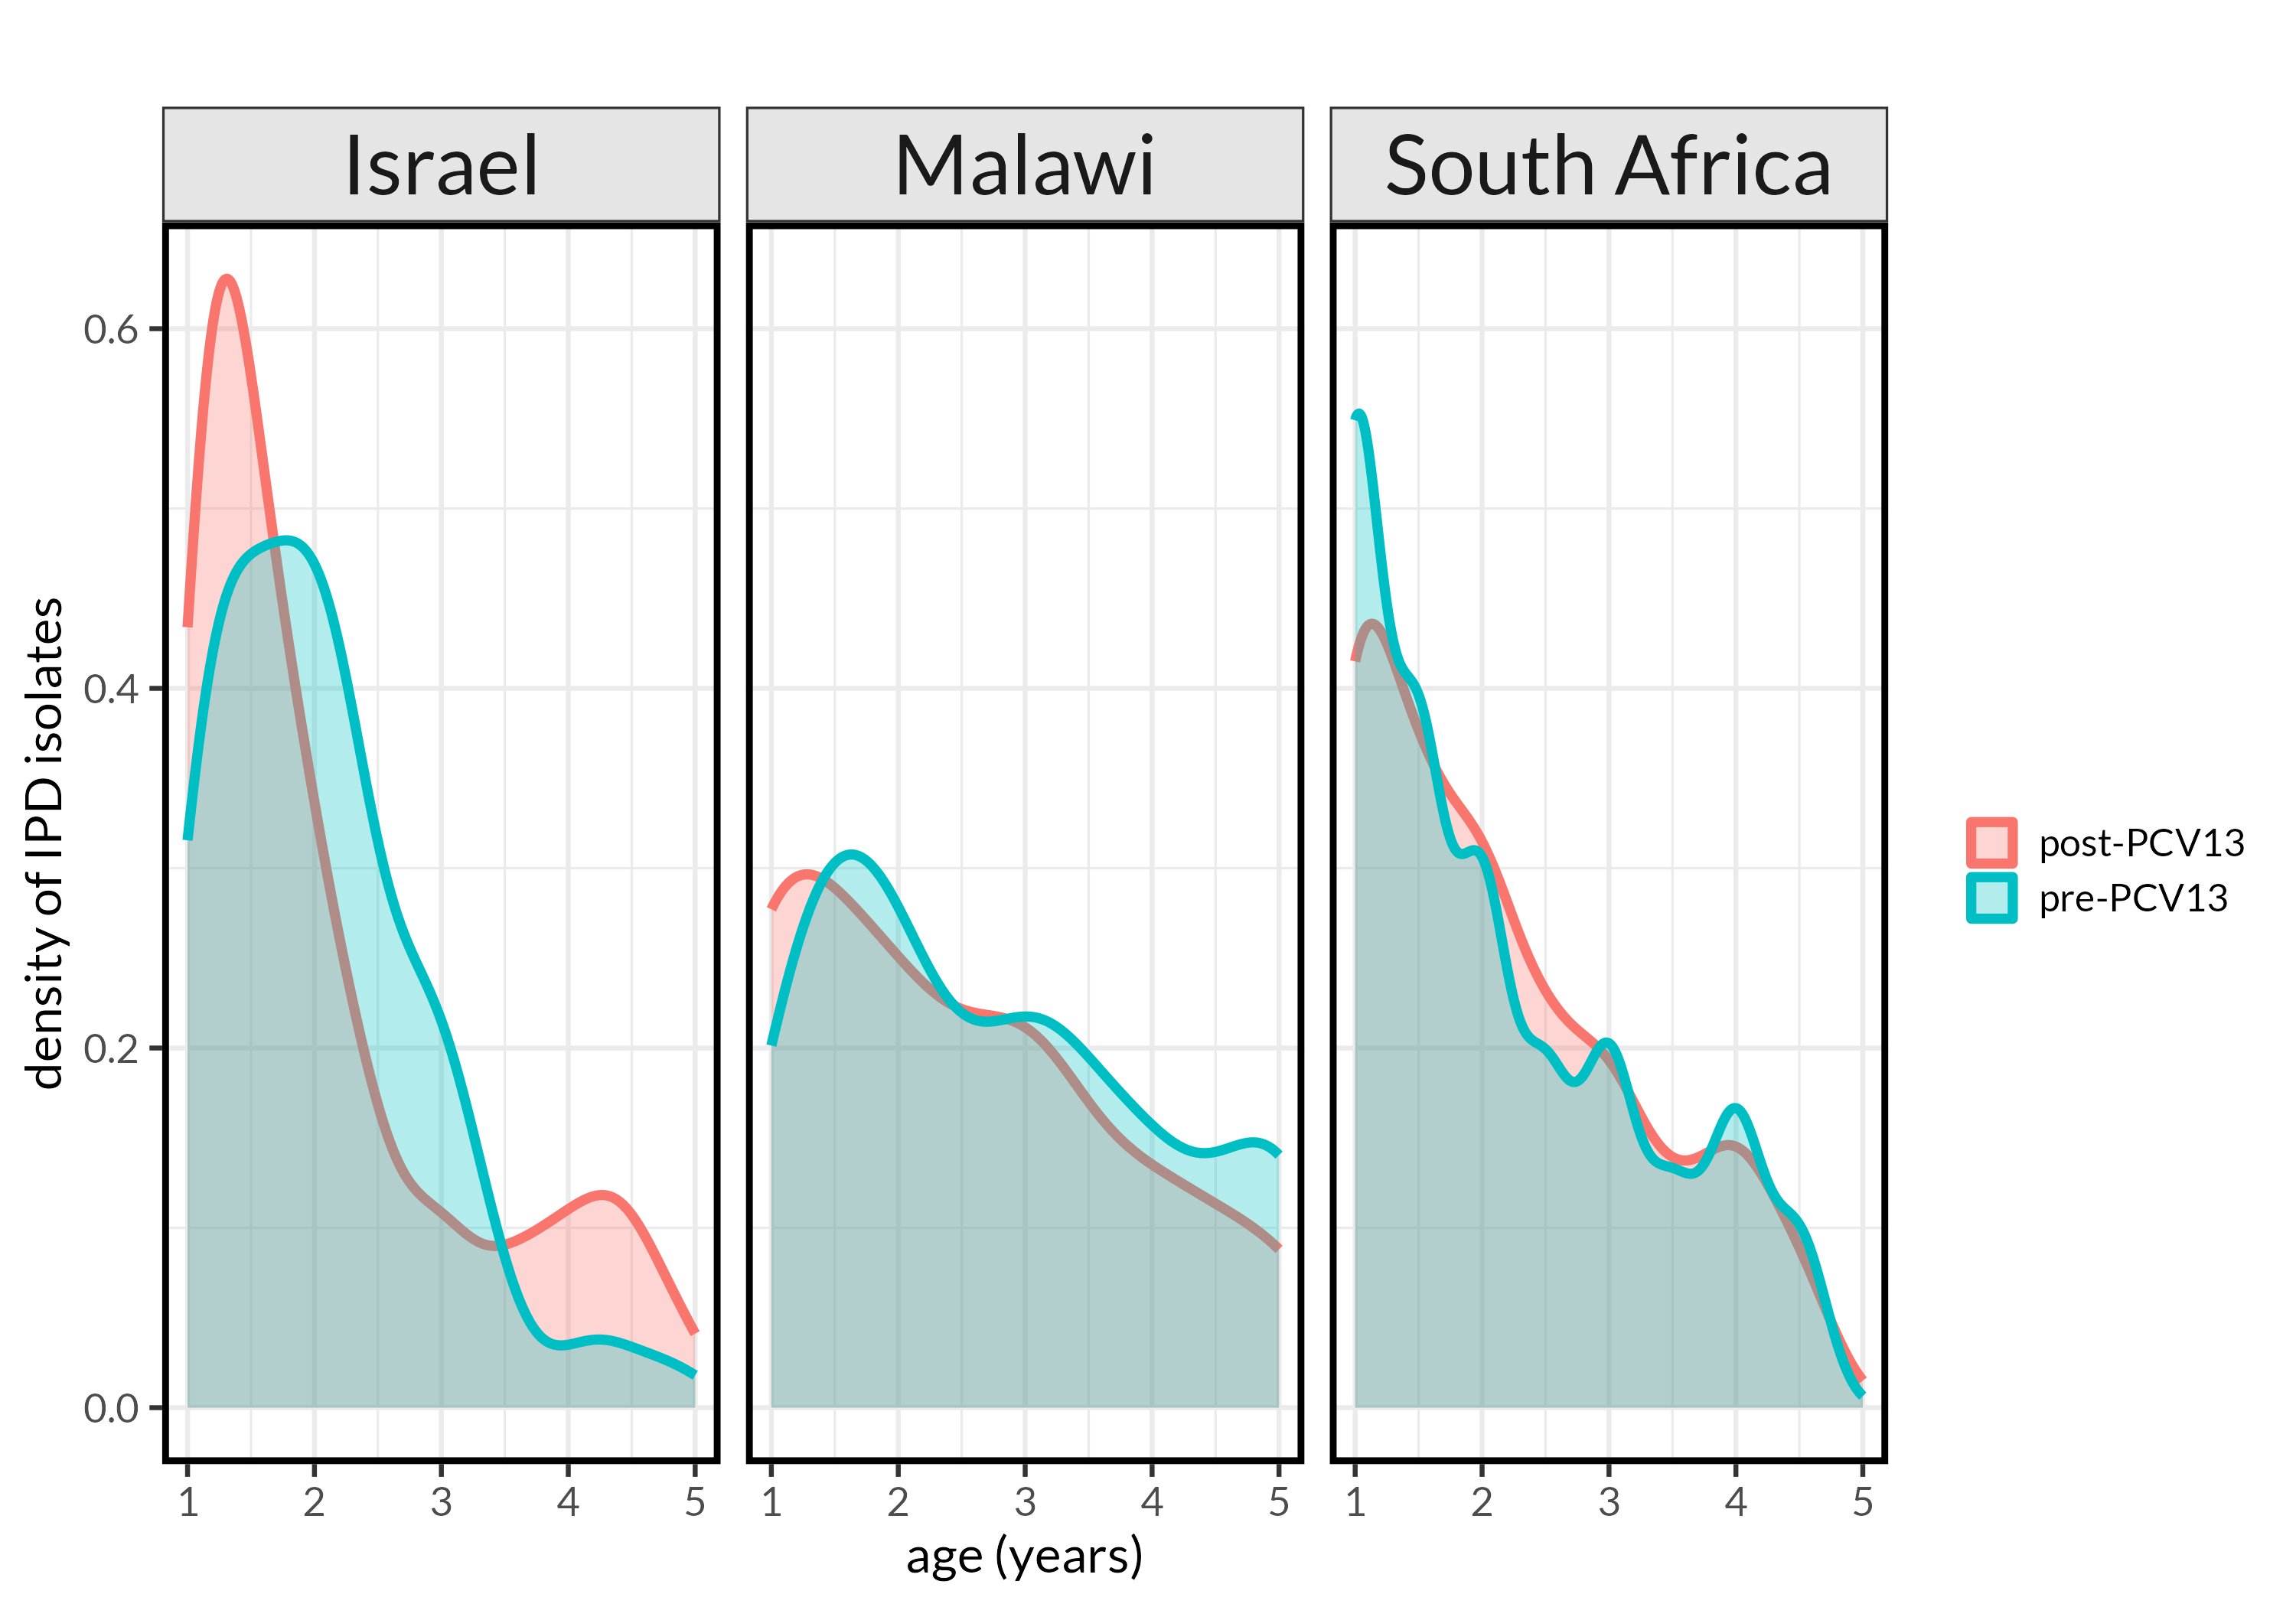 Israel
Malawi
South Africa
density of IPD isolates
0.6
0.4
0.2
0.0
1 2 3 4 5
1 2 3 4 5
1 2 3 4 5
age (years)
post-PCV13
pre-PCV13